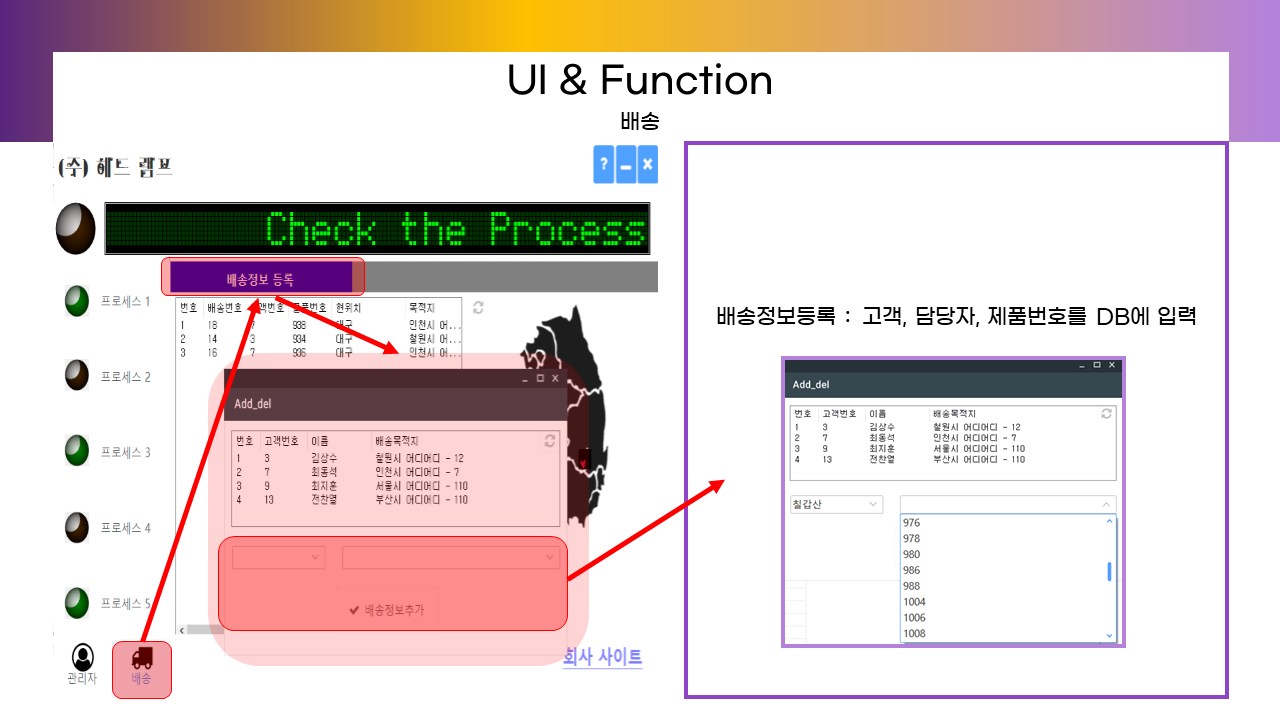 UI & Function
배송
(주) 헤드 램프
? - ×
Check the Process
배송정보 등록
프로세스 1
프로세스 2
프로세스 3
프로세스 4
프로세스 5
번호 배송번호 객번호 품번호 현위치 목적지
1 18 7 938 대구 인천시 어...
2 14 3 934 대구 철원시 어...
3 16 7 936 대구 인천시 어...
Add_del
번호 고객번호 이름 배송목적지
1 3 김상수 철원시 어디어디 - 12
2 7 최동석 인천시 어디어디 - 7
3 9 최지훈 서울시 어디어디 - 110
4 13 전찬열 부산시 어디어디 - 110
배송정보추가
관리자
배송
회사 사이트
배송정보등록 : 고객, 담당자, 제품번호를 DB에 입력
Add_del
번호 고객번호 이름 배송목적지
1 3 김상수 철원시 어디어디 - 12
2 7 최동석 인천시 어디어디 - 7
3 9 최지훈 서울시 어디어디 - 110
4 13 전찬열 부산시 어디어디 - 110
칠갑산
976
978
980
986
988
1004
1006
1008